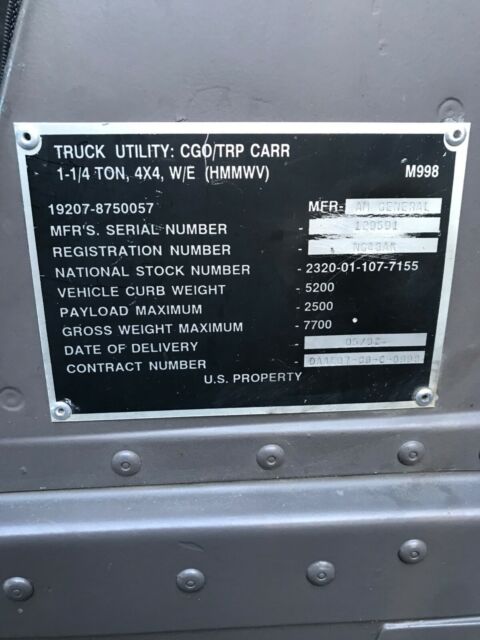 TRUCK UTILITY: CGO/TRP CARR
1-1/4 TON, 4X4, W/E (HMMWV) M998
19207-8750057 MFR- AM GENERAL
MFR'S. SERIAL NUMBER -
REGISTRATION NUMBER -
NATIONAL STOCK NUMBER - 2320-01-107-7155
VEHICLE CURB WEIGHT - 5200
PAYLOAD MAXIMUM - 2500
GROSS WEIGHT MAXIMUM - 7700
DATE OF DELIVERY -
CONTRACT NUMBER -
U.S. PROPERTY